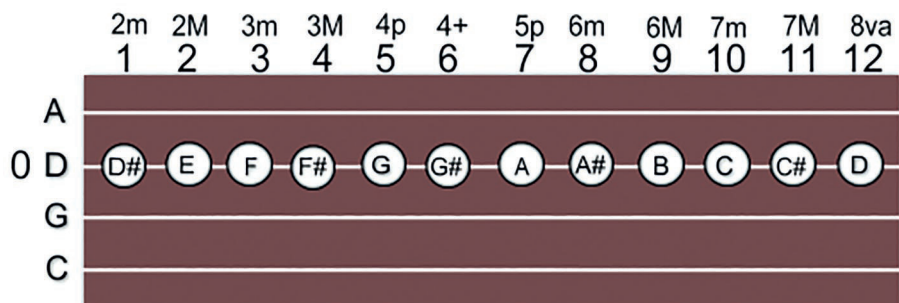 2m 2M 3m 3M 4p 4+ 5p 6m 6M 7m 7M 8va
1 2 3 4 5 6 7 8 9 10 11 12
A
0 D D# E F F# G G# A A# B C C# D
G
C